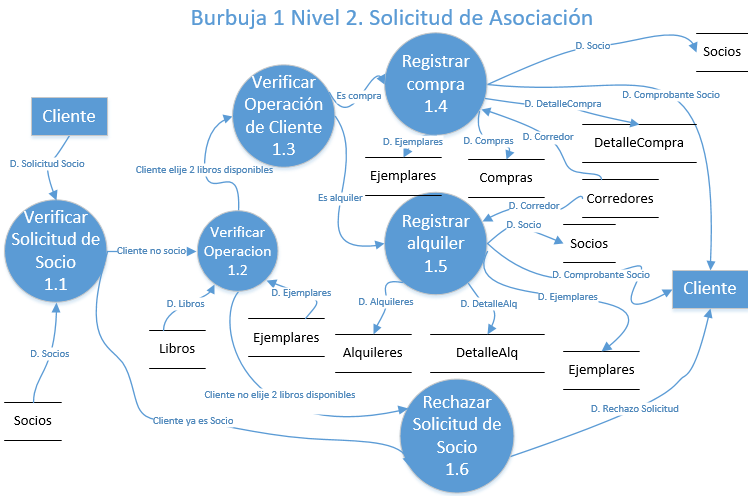 Burbuja 1 Nivel 2. Solicitud de Asociación
Cliente
D. Solicitud Socio
Verificar
Solicitud de
Socio
1.1
D. Socios
Socios
Cliente no socio
Cliente ya es Socio
Verificar
Operacion
1.2
D. Libros
Libros
D. Ejemplares
Ejemplares
Cliente elije 2 libros disponibles
Cliente no elije 2 libros disponibles
Verificar
Operación
de Cliente
1.3
Es compra
Es alquiler
Registrar
compra
1.4
D. Socio
Socios
D. Comprobante Socio
D. DetalleCompra
DetalleCompra
D. Ejemplares
Ejemplares
D. Compras
Compras
D. Corredor
Corredores
D. Corredor
Registrar
alquiler
1.5
D. Socio
Socios
D. Comprobante Socio
D. Ejemplares
Ejemplares
D. Alquileres
Alquileres
D. DetalleAlq
DetalleAlq
Cliente
Rechazar
Solicitud de
Socio
1.6
D. Rechazo Solicitud